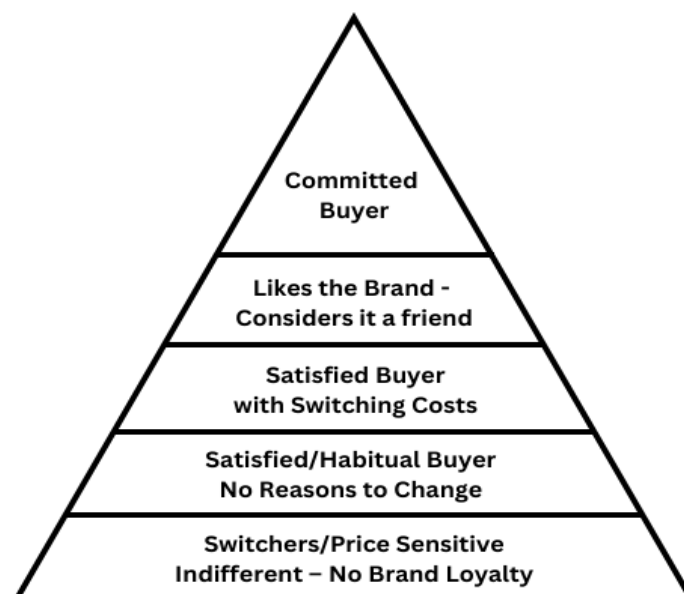 Committed
Buyer
Likes the Brand -
Considers it a friend
Satisfied Buyer
with Switching Costs
Satisfied/Habitual Buyer
No Reasons to Change
Switchers/Price Sensitive
Indifferent – No Brand Loyalty